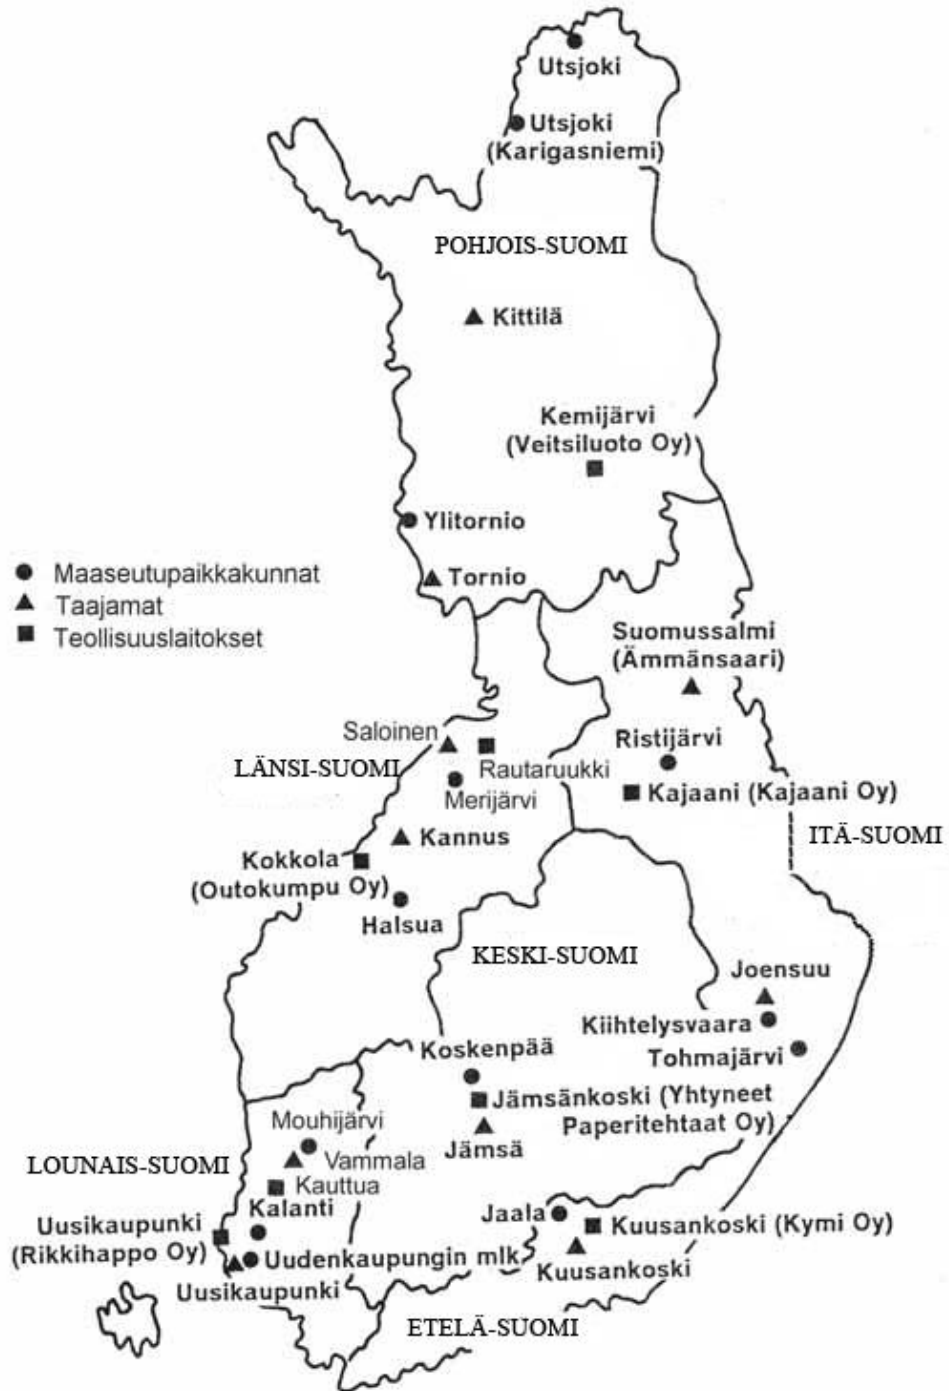 Utsjoki
Utsjoki
(Karigasniemi)
POHJOIS-SUOMI
Kittilä
Kemijärvi
(Veitsiluoto Oy)
Ylitornio
Tornio
Maaseutupaikkakunnat
Taajamat
Teollisuuslaitokset
Suomussalmi
(Ämmänsaari)
Saloinen
Ristijärvi
LÄNSI-SUOMI
Rautaruukki
Merijärvi
Kajaani (Kajaani Oy)
ITÄ-SUOMI
Kannus
Kokkola
(Outokumpu Oy)
Halsua
KESKI-SUOMI
Joensuu
Kiihtelysvaara
Tohmajärvi
Koskenpää
Jämsänkoski (Yhtyneet
Paperitehtaat Oy)
Jämsä
Mouhijärvi
Vammala
LOUNAIS-SUOMI
Kauttua
Kalanti
Jaala
Uusikaupunki
(Rikkihappo Oy)
Kuusankoski (Kymi Oy)
Uudenkaupungin mlk
Kuusankoski
Uusikaupunki
ETELÄ-SUOMI